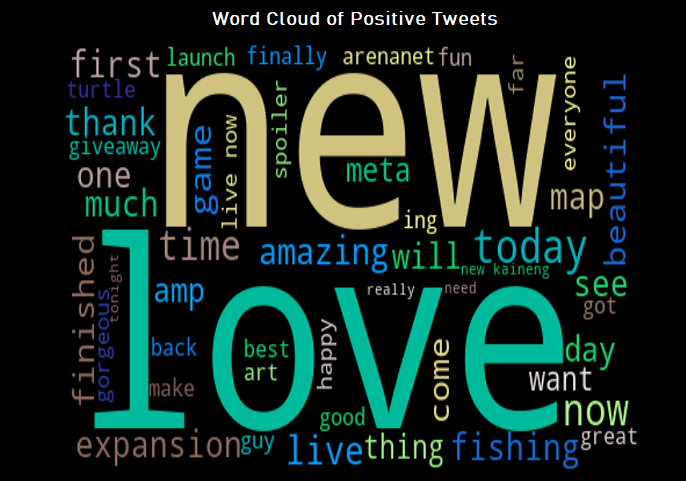 Word Cloud of Positive Tweets
first
launch
finally
arenanet
fun
far
everyone
beautiful
turtle
new
thank
giveaway
game
live now
spoiler
meta
one
much
map
ing
time
amazing
will
today
new kaineng
see
got
finished
gorgeous
tonight
love
amp
really
need
back
best
art
happy
come
day
want
make
now
good
great
expansion
guy
live
thing
fishing